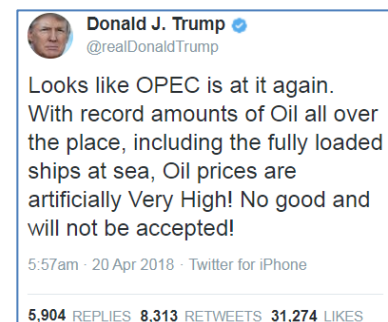 Donald J. Trump
@realDonaldTrump
Looks like OPEC is at it again.
With record amounts of Oil all over
the place, including the fully loaded
ships at sea, Oil prices are
artificially Very High! No good and
will not be accepted!
5:57am · 20 Apr 2018 · Twitter for iPhone
5,904 REPLIES 8,313 RETWEETS 31,274 LIKES